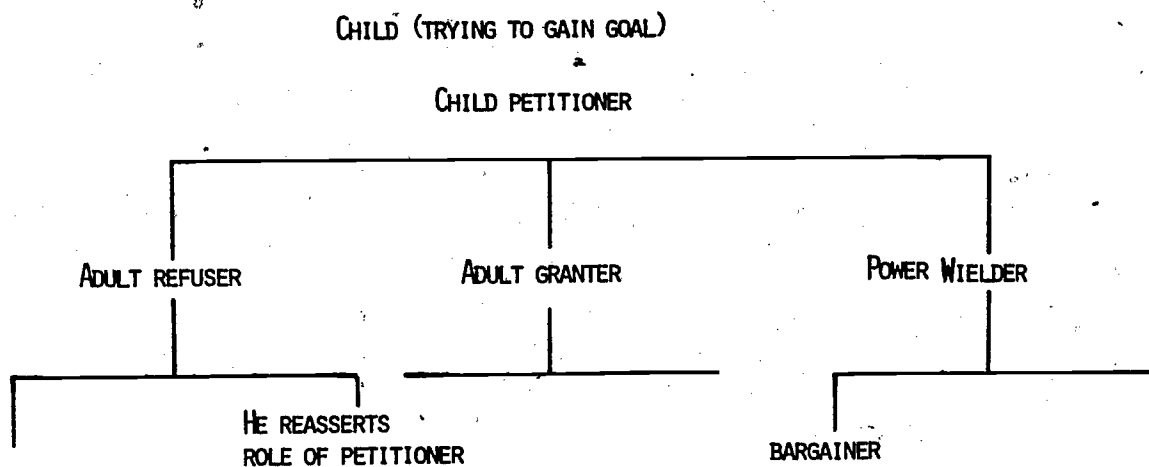 CHILD (TRYING TO GAIN GOAL)
CHILD PETITIONER
ADULT REFUSER
ADULT GRANTER
POWER WIELDER
HE REASSERTS
ROLE OF PETITIONER
BARGAINER